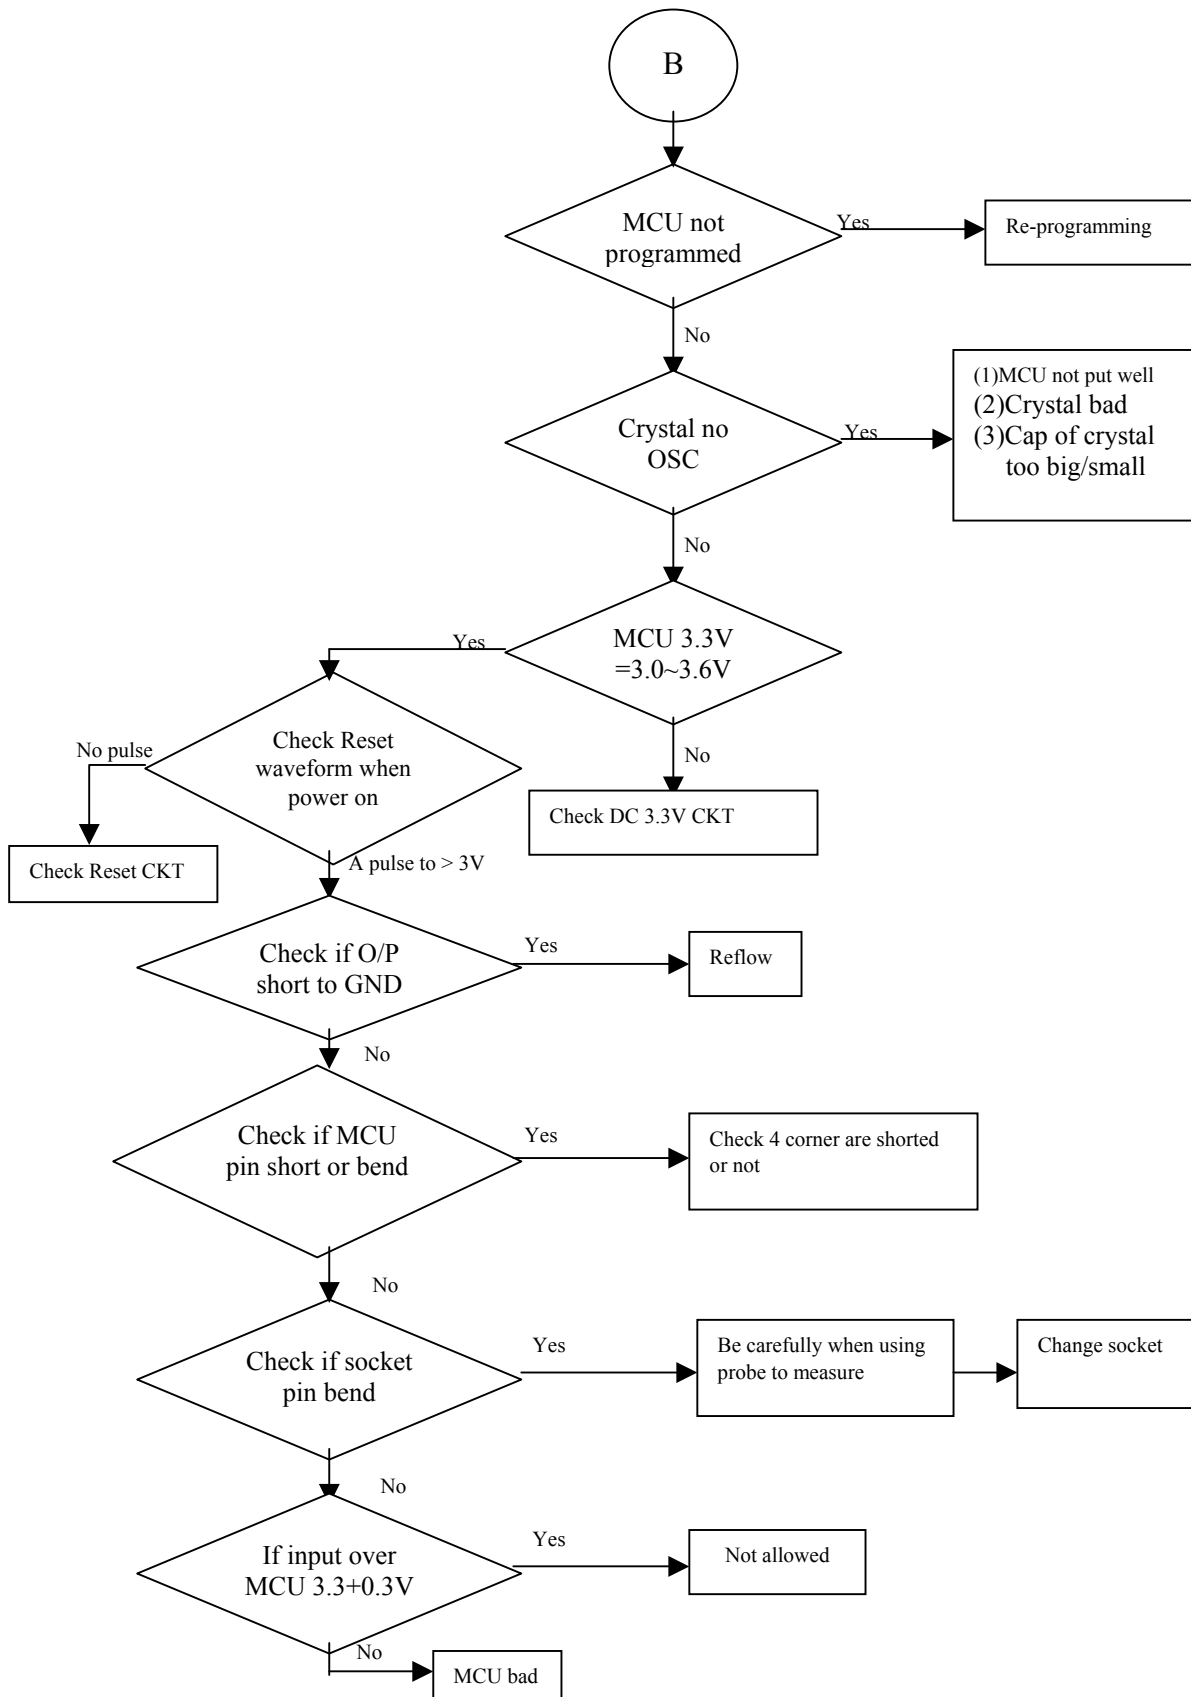 B
MCU not
programmed
Yes
Re-programming
No
Crystal no
OSC
Yes
(1)MCU not put well
(2)Crystal bad
(3)Cap of crystal
too big/small
No
MCU 3.3V
=3.0~3.6V
Yes
No
Check DC 3.3V CKT
Check Reset
waveform when
power on
No pulse
Check Reset CKT
A pulse to > 3V
Check if O/P
short to GND
Yes
Reflow
No
Check if MCU
pin short or bend
Yes
Check 4 corner are shorted
or not
No
Check if socket
pin bend
Yes
Be carefully when using
probe to measure
Change socket
No
If input over
MCU 3.3+0.3V
Yes
Not allowed
No
MCU bad